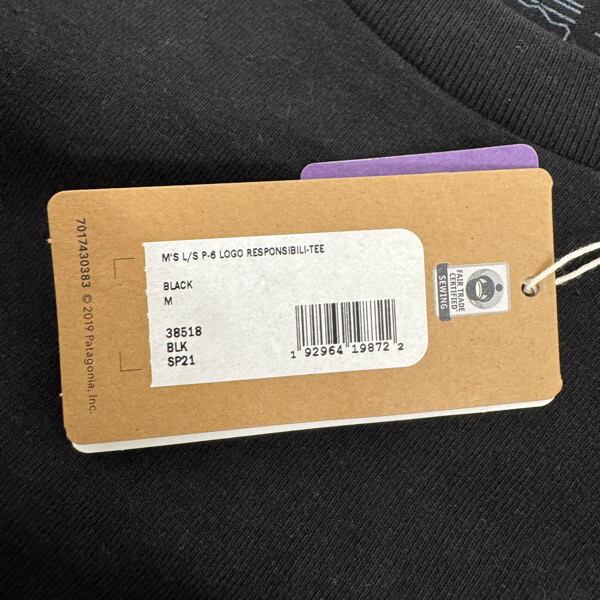 M'S L/S P-6 LOGO RESPONSIBILI-TEE
BLACK
M
38518
BLK
SP21
1 92964 19872 2
FAIR TRADE
CERTIFIED
SEWING
7017430383 © 2019 Patagonia, Inc.